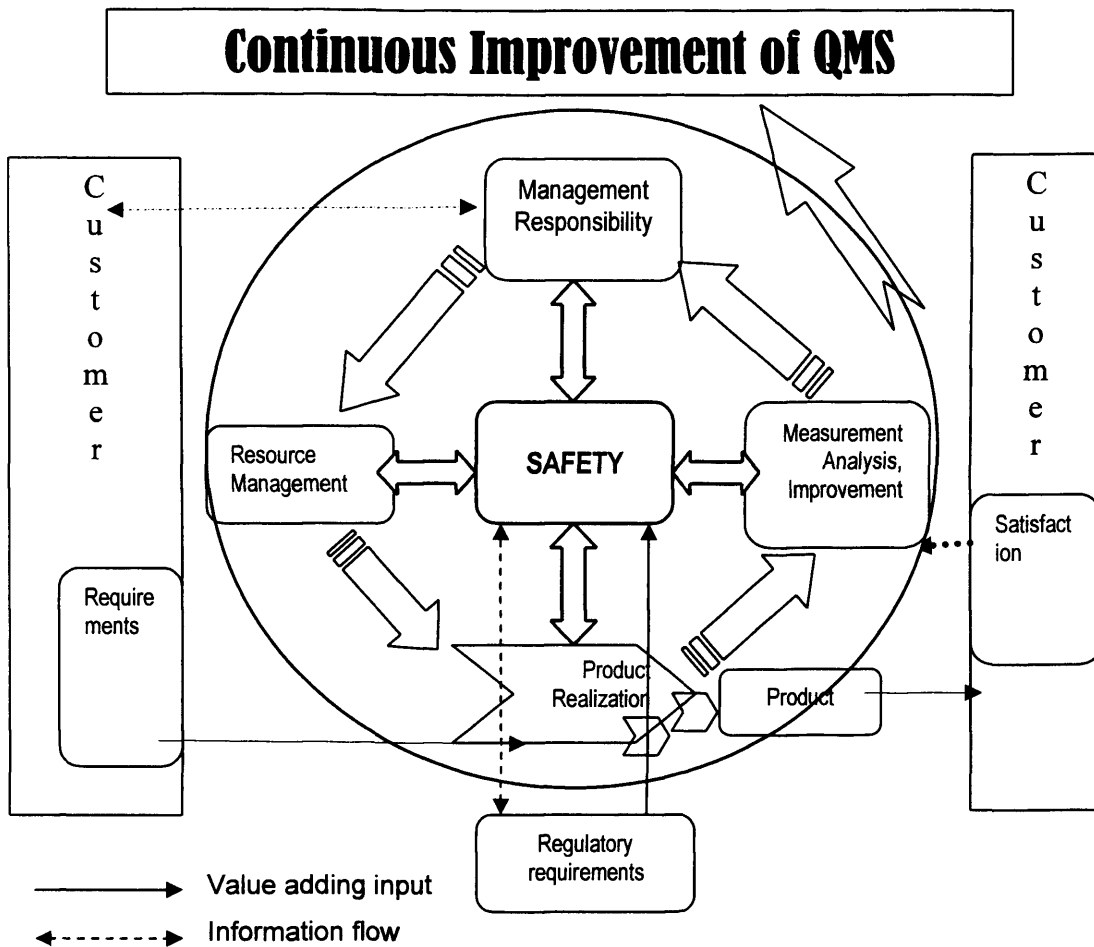 Continuous Improvement of QMS
C
u
s
t
o
m
e
r
Management
Responsibility
C
u
s
t
o
m
e
r
Resource
Management
SAFETY
Measurement
Analysis,
Improvement
Satisfact
ion
Require
ments
Product
Realization
Product
Regulatory
requirements
Value adding input
Information flow